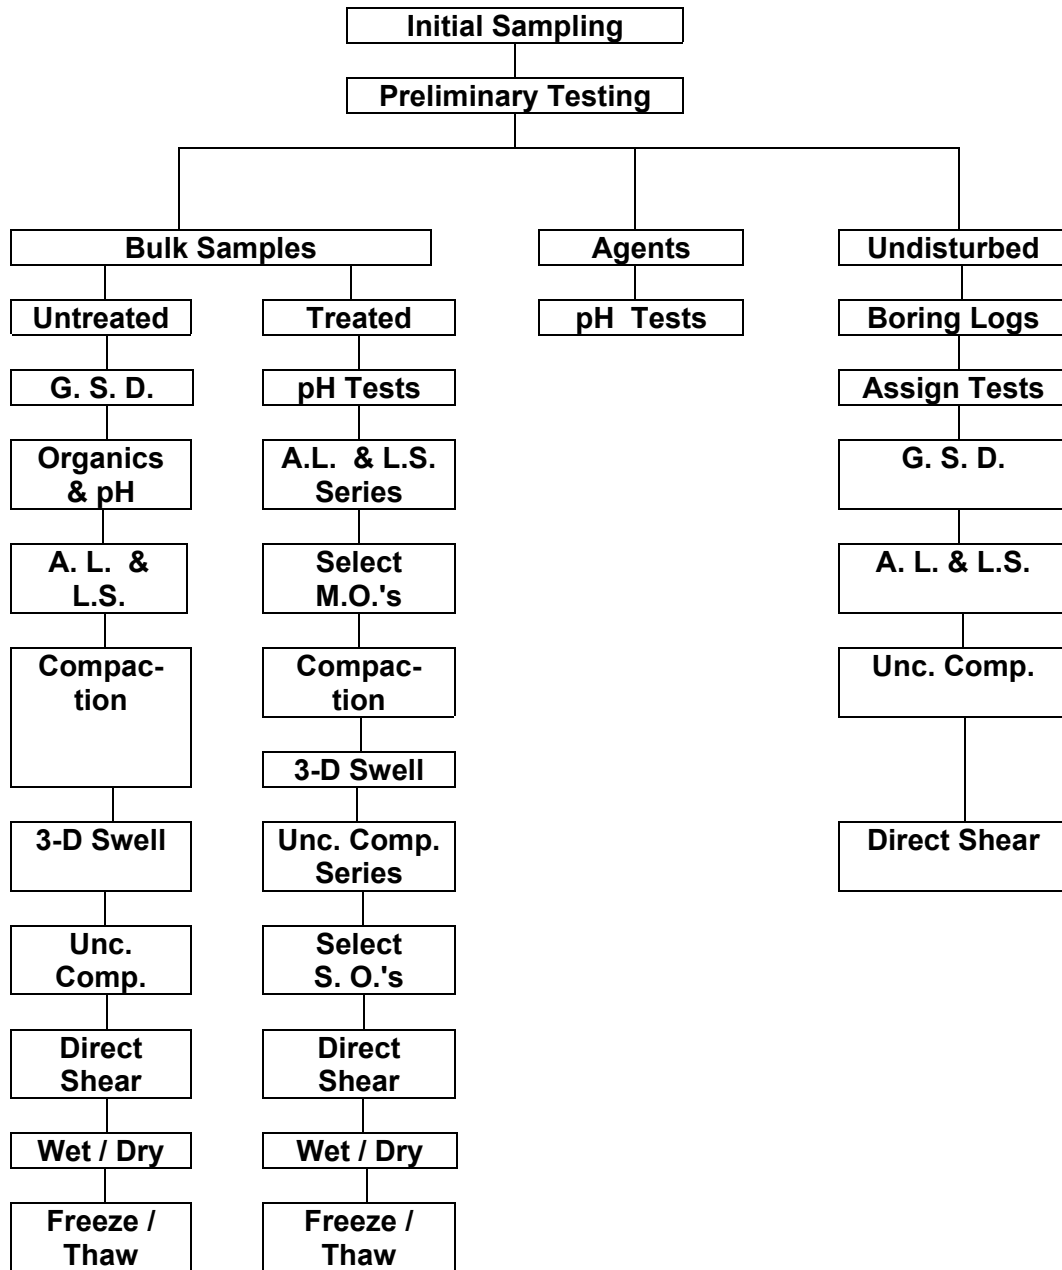 Initial Sampling
Preliminary Testing
Bulk Samples
Agents
Undisturbed
Untreated
Treated
pH  Tests
Boring Logs
G. S. D.
pH Tests
Assign Tests
Organics
& pH
A.L.  & L.S.
Series
G. S. D.
A. L.  &
L.S.
Select
M.O.'s
A. L. & L.S.
Compac-
tion
Compac-
tion
Unc. Comp.
3-D Swell
3-D Swell
Unc. Comp.
Series
Direct Shear
Unc.
Comp.
Select
S. O.'s
Direct
Shear
Direct
Shear
Wet / Dry
Wet / Dry
Freeze /
Thaw
Freeze /
Thaw